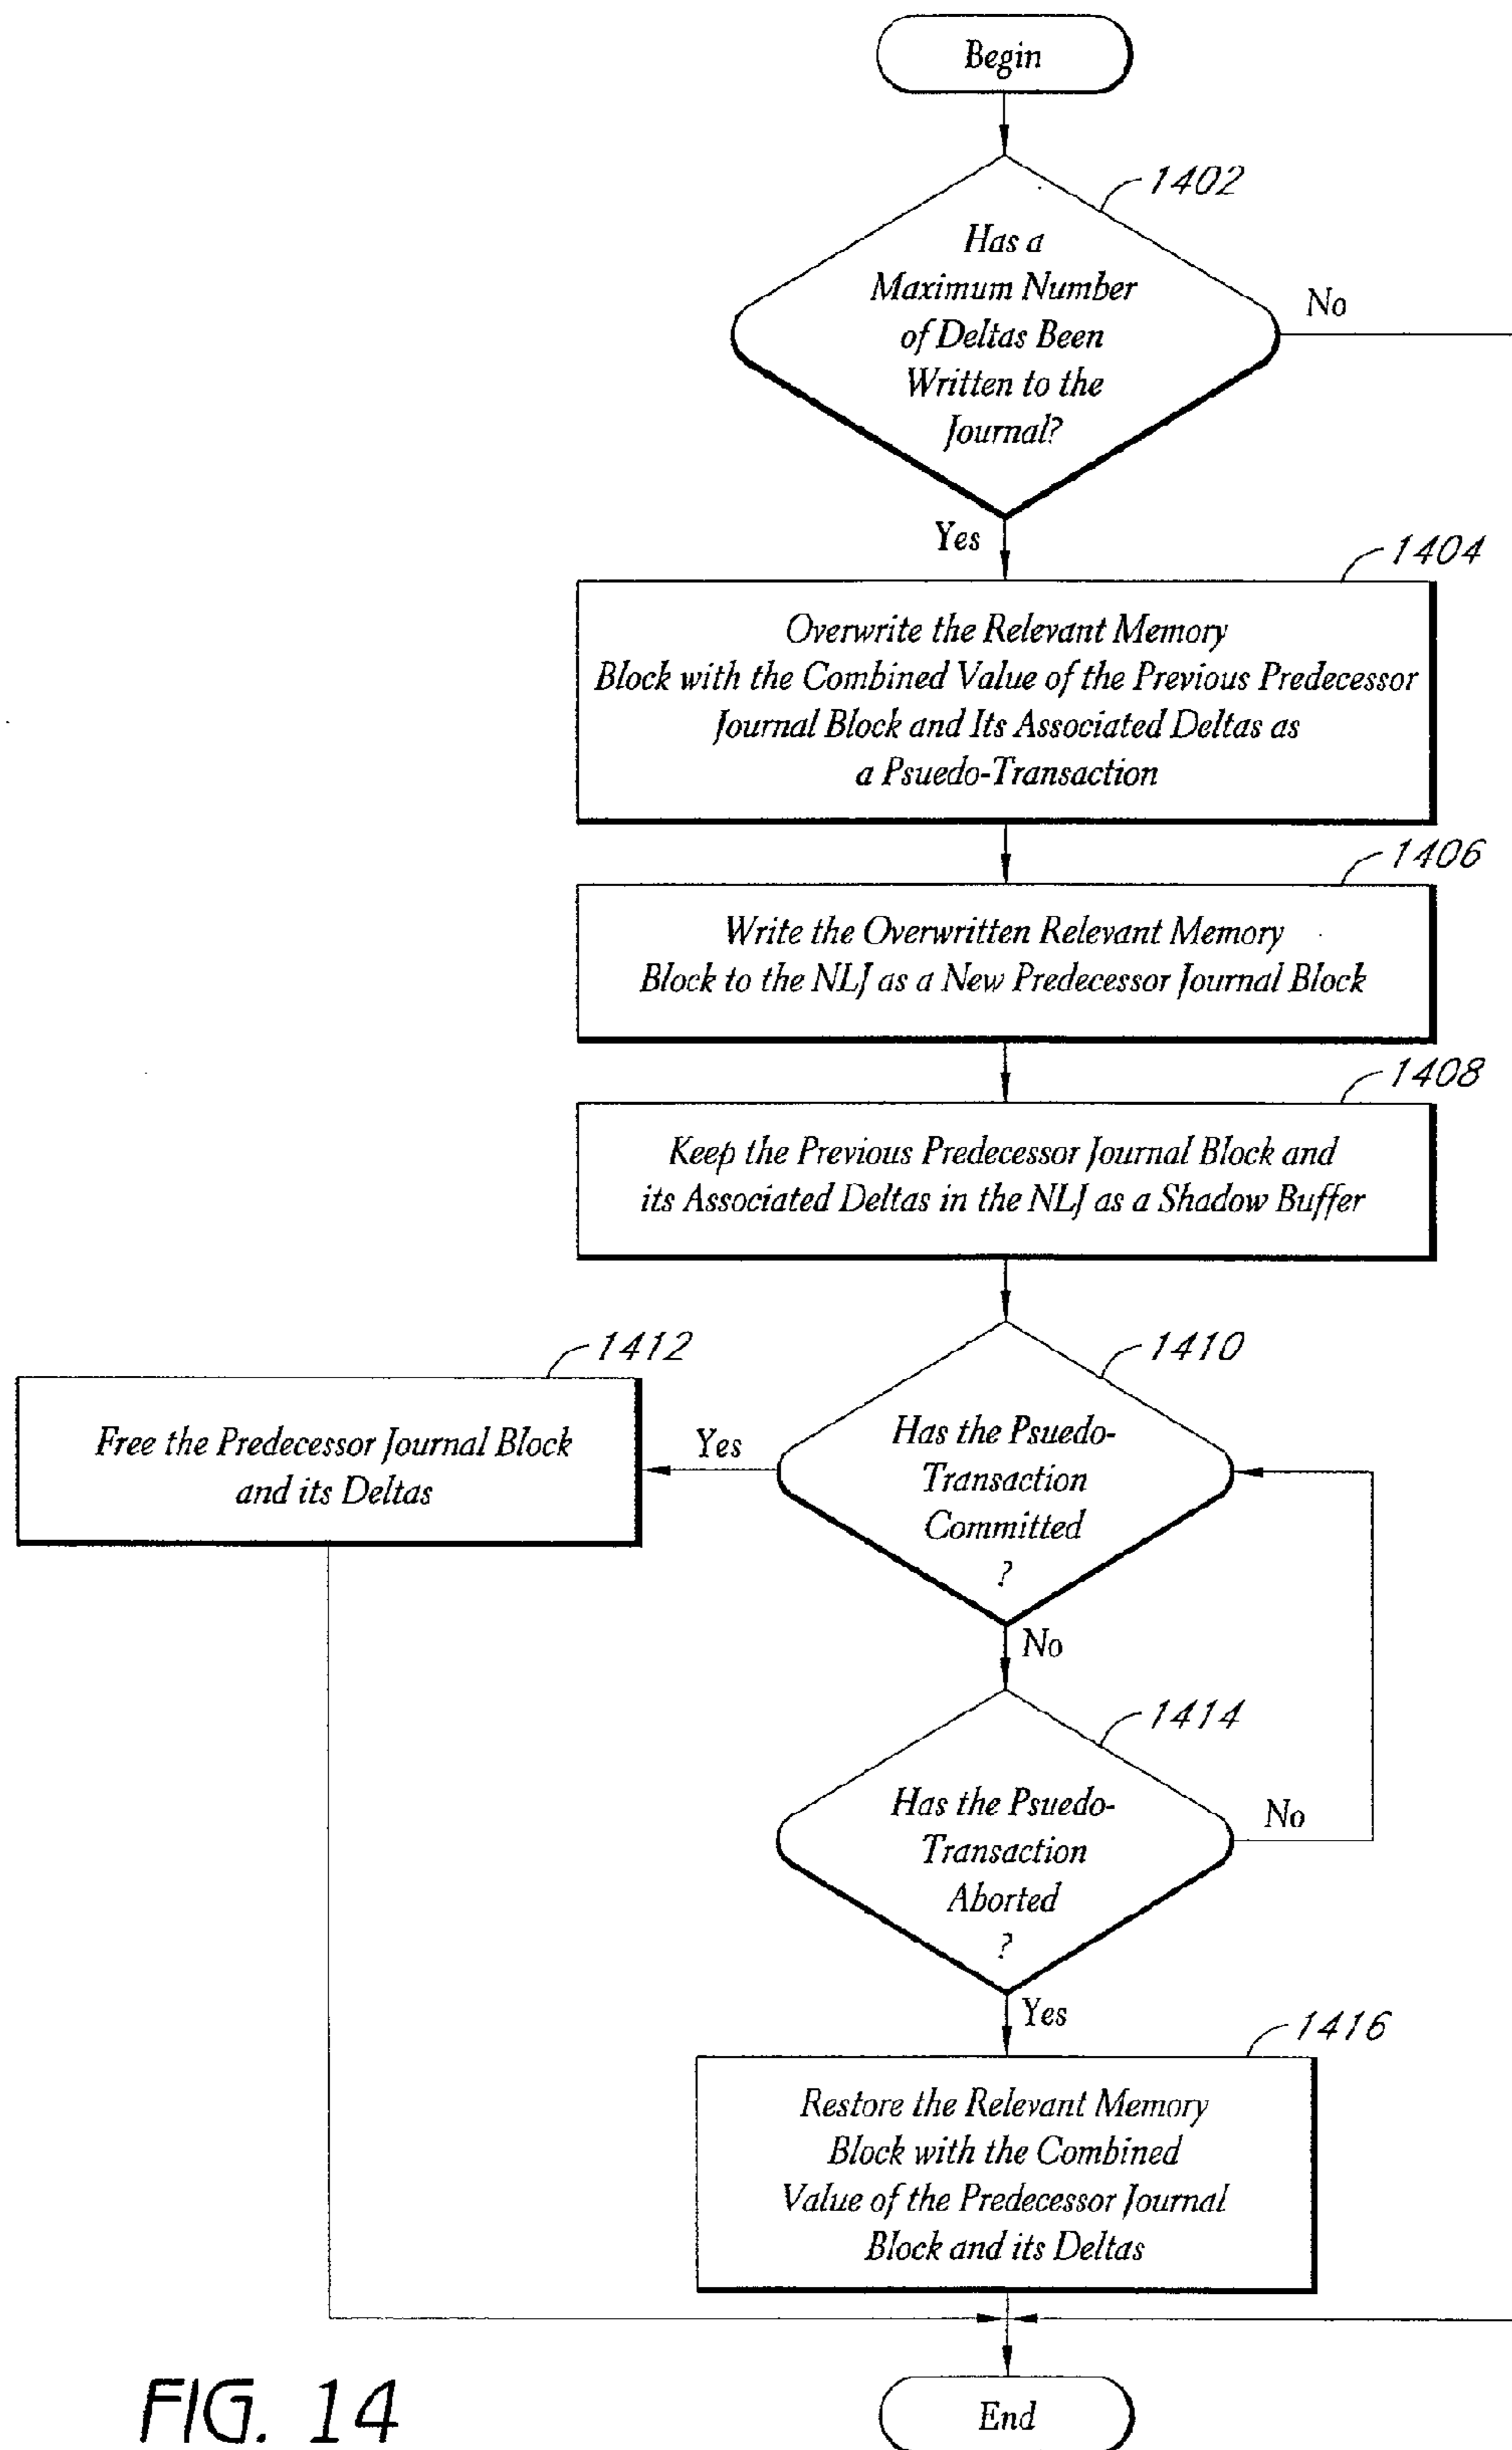 Begin
1402
Has a
Maximum Number
of Deltas Been
Written to the
Journal?
No
Yes
1404
Overwrite the Relevant Memory
Block with the Combined Value of the Previous Predecessor
Journal Block and Its Associated Deltas as
a Psuedo-Transaction
1406
Write the Overwritten Relevant Memory
Block to the NLJ as a New Predecessor Journal Block
1408
Keep the Previous Predecessor Journal Block and
its Associated Deltas in the NLJ as a Shadow Buffer
1412
Free the Predecessor Journal Block
and its Deltas
Yes
1410
Has the Psuedo-
Transaction
Committed
?
No
1414
Has the Psuedo-
Transaction
Aborted
?
No
Yes
1416
Restore the Relevant Memory
Block with the Combined
Value of the Predecessor Journal
Block and its Deltas
End
FIG. 14